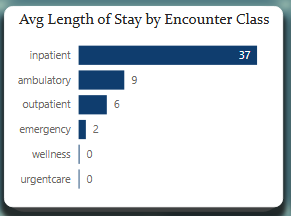 Avg Length of Stay by Encounter Class
inpatient 37
ambulatory 9
outpatient 6
emergency 2
wellness 0
urgentcare 0